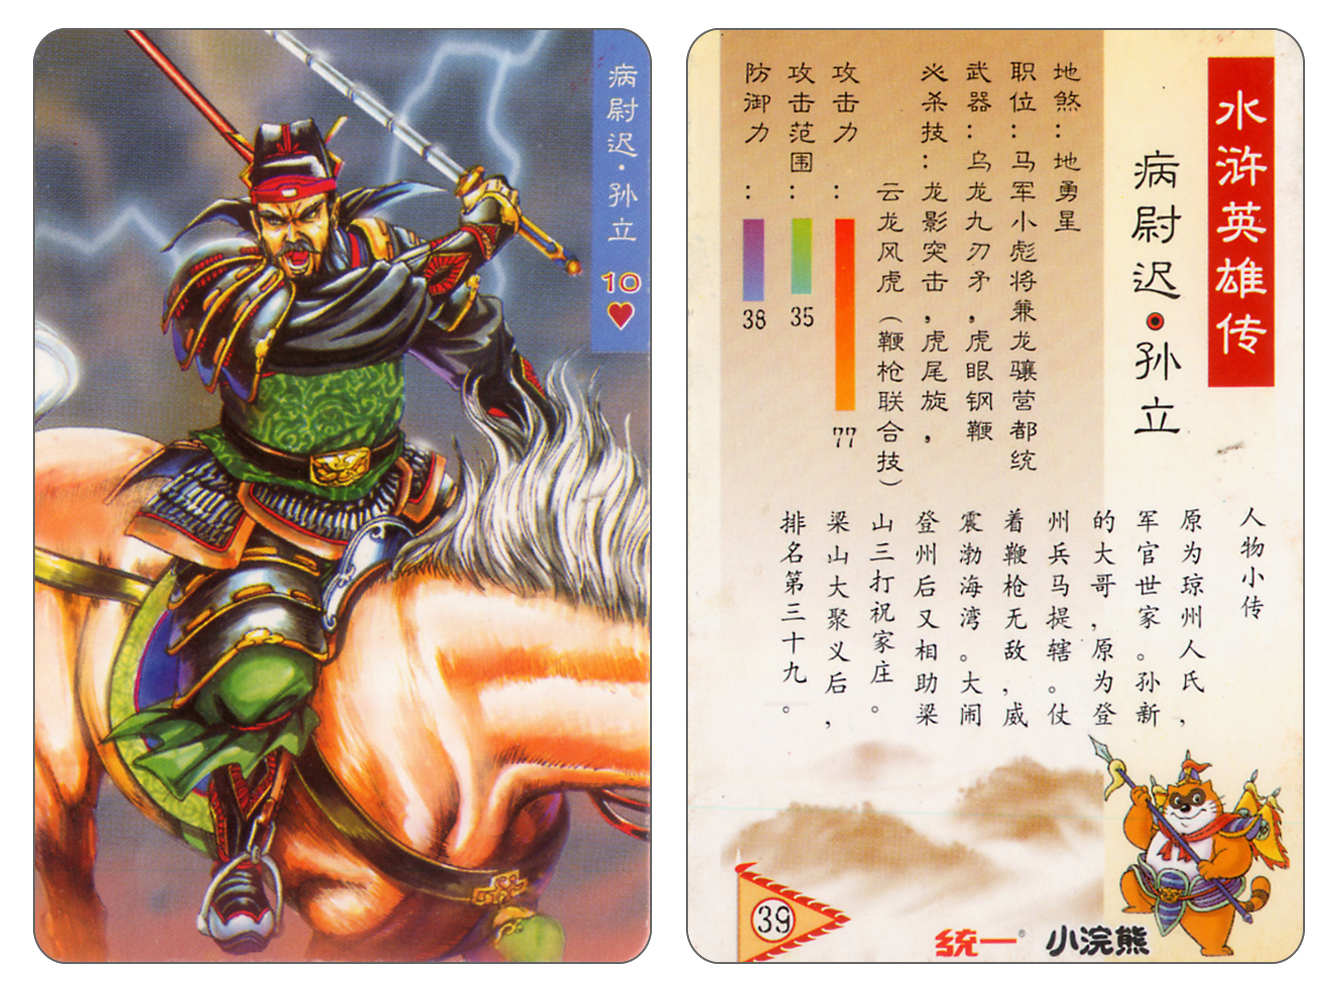 病尉迟·孙立
10
水浒英雄传
病尉迟·孙立
地煞：地勇星
职位：马军小彪将兼龙骧营都统
武器：乌龙九刃矛，虎眼钢鞭
必杀技：龙影突击，虎尾旋，
云龙风虎（鞭枪联合技）
攻击力：77
攻击范围：35
防御力：38
人物小传
原为琼州人氏，
军官世家。孙新
的大哥，原为登
州兵马提辖。仗
着鞭枪无敌，威
震渤海湾。大闹
登州后又相助梁
山三打祝家庄。
梁山大聚义后，
排名第三十九。
39
统一® 小浣熊